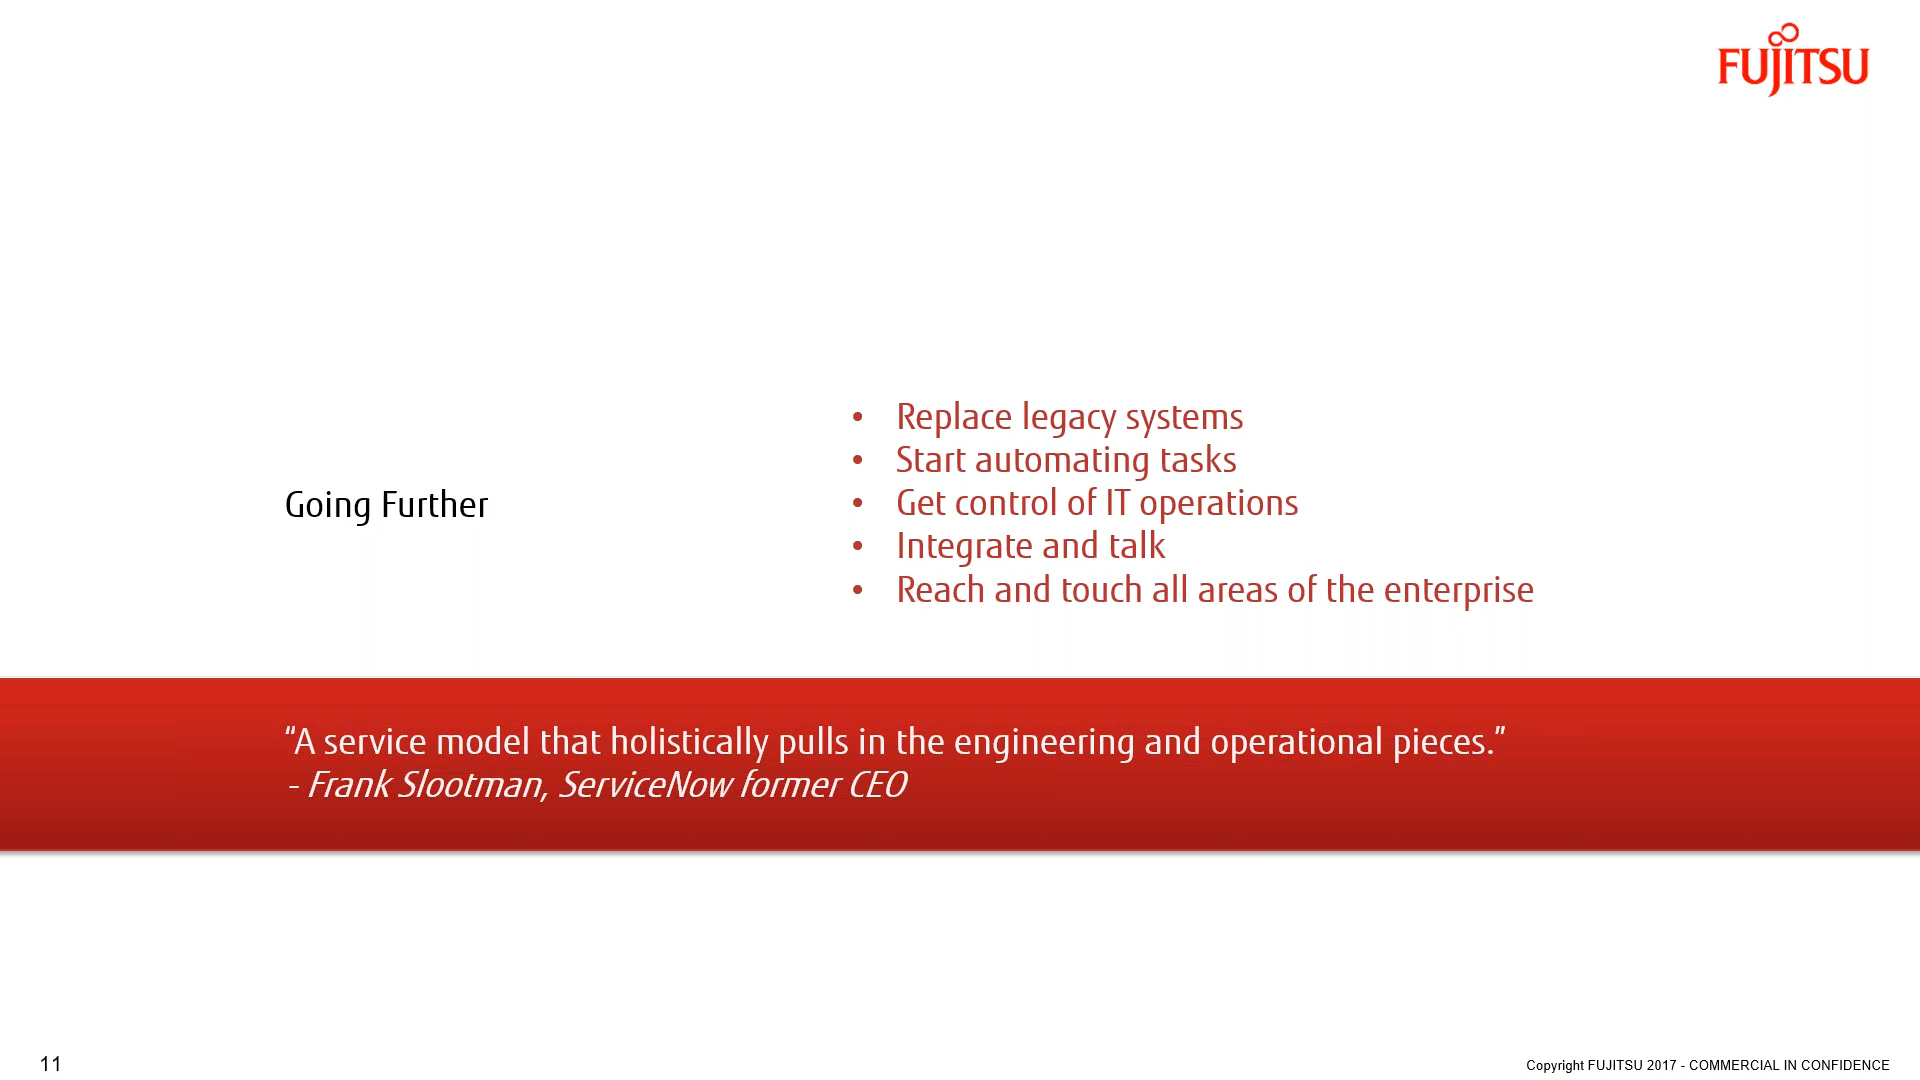 FUJITSU
Going Further
• Replace legacy systems
• Start automating tasks
• Get control of IT operations
• Integrate and talk
• Reach and touch all areas of the enterprise
“A service model that holistically pulls in the engineering and operational pieces.”
- Frank Slootman, ServiceNow former CEO
11
Copyright FUJITSU 2017 - COMMERCIAL IN CONFIDENCE